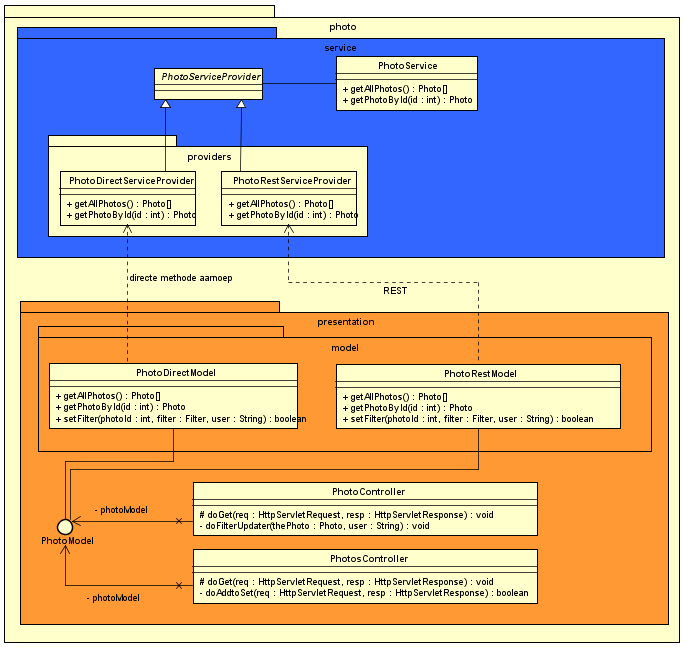 photo
service
PhotoServiceProvider
PhotoService
+ getAllPhotos() : Photo[]
+ getPhotoById(id : int) : Photo
providers
PhotoDirectServiceProvider
+ getAllPhotos() : Photo[]
+ getPhotoById(id : int) : Photo
PhotoRestServiceProvider
+ getAllPhotos() : Photo[]
+ getPhotoById(id : int) : Photo
directe methode aarnoep
REST
presentation
model
PhotoDirectModel
+ getAllPhotos() : Photo[]
+ getPhotoById(id : int) : Photo
+ setFilter(photoId : int, filter : Filter, user : String) : boolean
PhotoRestModel
+ getAllPhotos() : Photo[]
+ getPhotoById(id : int) : Photo
+ setFilter(photoId : int, filter : Filter, user : String) : boolean
PhotoController
# doGet(req : HttpServletRequest, resp : HttpServletResponse) : void
- doFilterUpdater(thePhoto : Photo, user : String) : void
- photoModel
PhotoModel
PhotosController
# doGet(req : HttpServletRequest, resp : HttpServletResponse) : void
- doAddtoSet(req : HttpServletRequest, resp : HttpServletResponse) : boolean
- photoModel